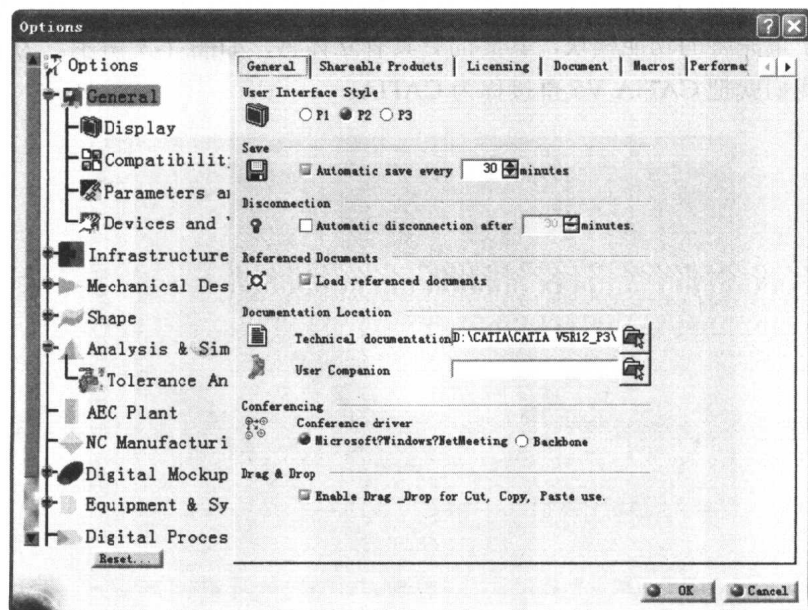 Options
Options
General
Display
Compatibilit
Parameters a
Devices and
Infrastructure
Mechanical Des
Shape
Analysis & Sim
Tolerance An
AEC Plant
NC Manufacturi
Digital Mockup
Equipment & Sy
Digital Proces
Reset...
General Shareable Products Licensing Document Macros Performa
User Interface Style
P1 P2 P3
Save
Automatic save every 30 minutes
Disconnection
Automatic disconnection after 30 minutes.
Referenced Documents
Load referenced documents
Documentation Location
Technical documentation D:\CATIA\CATIA V5R12_P3\
User Companion
Conferencing
Conference driver
Microsoft?Windows?NetMeeting Backbone
Drag & Drop
Enable Drag _Drop for Cut, Copy, Paste use.
OK Cancel